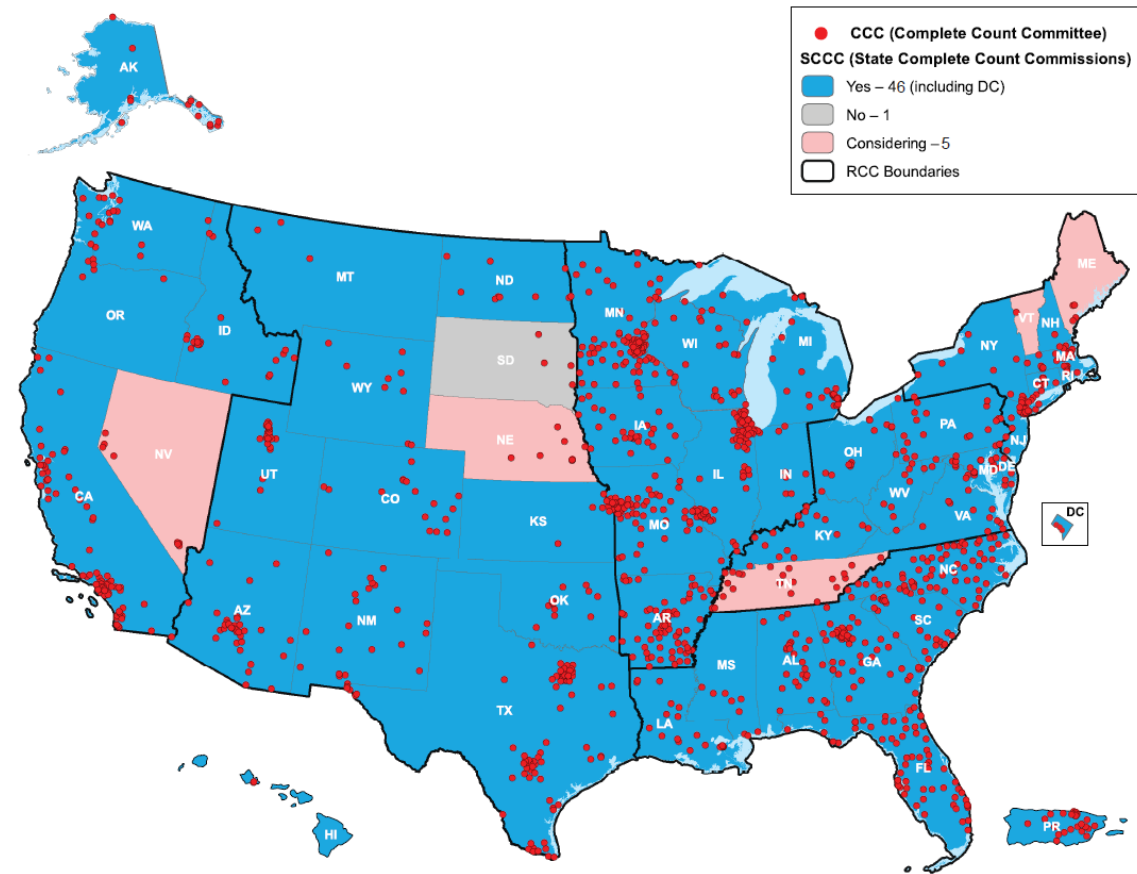 CCC (Complete Count Committee)
SCCC (State Complete Count Commissions)
Yes – 46 (including DC)
No – 1
Considering –5
RCC Boundaries
AK
WA
MT
ND
MN
ME
OR
ID
WY
SD
WI
MI
NY
VT
NH
MA
CT
RI
NV
UT
CO
NE
IA
IL
IN
OH
PA
NJ
MD
DE
CA
KS
MO
KY
WV
VA
DC
AZ
NM
OK
AR
TN
NC
SC
TX
LA
MS
AL
GA
FL
HI
PR